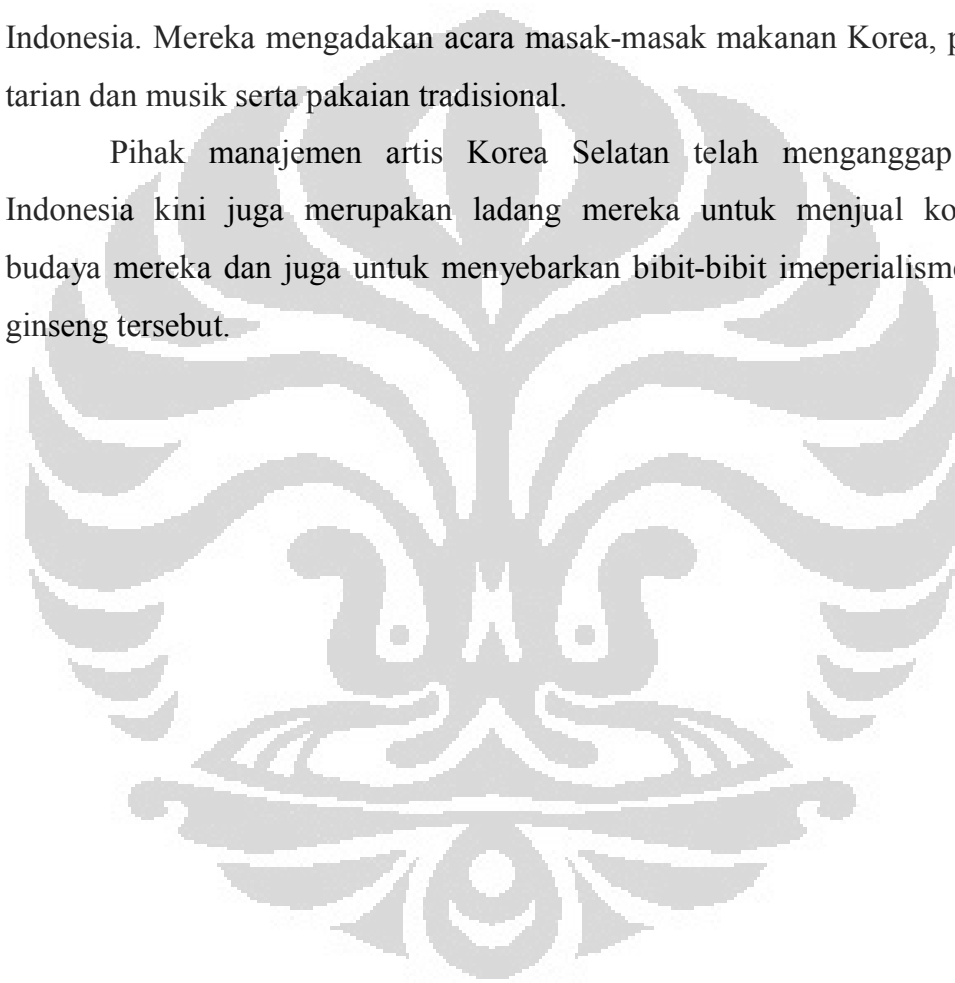 Indonesia. Mereka mengadakan acara masak-masak makanan Korea,
tarian dan musik serta pakaian tradisional.
Pihak manajemen artis Korea Selatan telah menganggap
Indonesia kini juga merupakan ladang mereka untuk menjual
budaya mereka dan juga untuk menyebarkan bibit-bibit imeperialisme
ginseng tersebut.